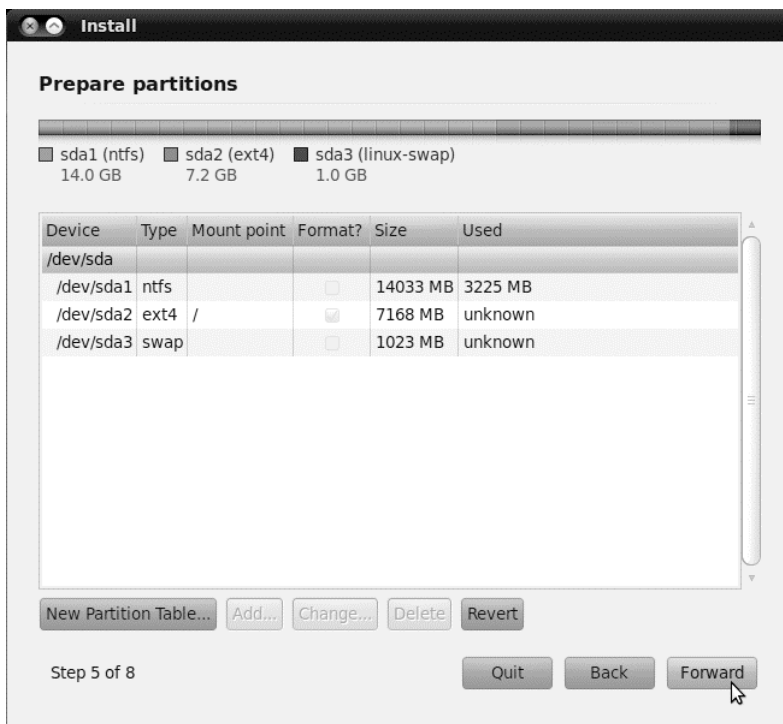 Install
Prepare partitions
sda1 (ntfs) sda2 (ext4) sda3 (linux-swap)
14.0 GB 7.2 GB 1.0 GB
Device Type Mount point Format? Size Used
/dev/sda
/dev/sda1 ntfs 14033 MB 3225 MB
/dev/sda2 ext4 / 7168 MB unknown
/dev/sda3 swap 1023 MB unknown
New Partition Table... Add... Change... Delete Revert
Step 5 of 8 Quit Back Forward